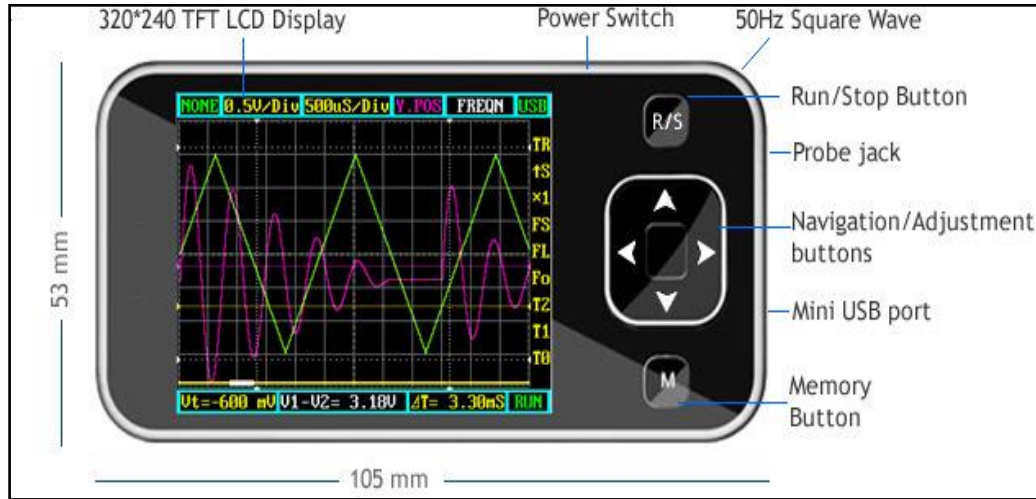 320*240 TFT LCD Display
Power Switch
50Hz Square Wave
NONE 0.5V/Div 500uS/Div Y.POS FREQN USB
R/S
Run/Stop Button
Probe jack
TR
↑S
×1
FS
FL
Fo
T2
T1
T0
Navigation/Adjustment
buttons
53 mm
Mini USB port
M
Memory
Button
Vt=-600 mV V1-V2= 3.18V ⊿T= 3.30mS RUN
105 mm